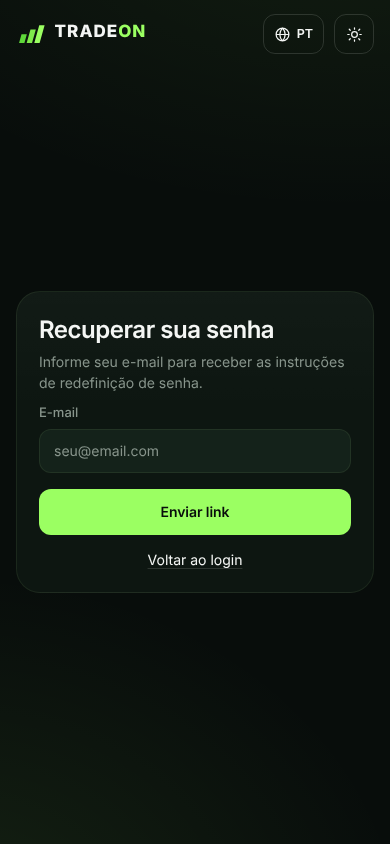 TRADEON
PT
Recuperar sua senha
Informe seu e-mail para receber as instruções
de redefinição de senha.
E-mail
seu@email.com
Enviar link
Voltar ao login